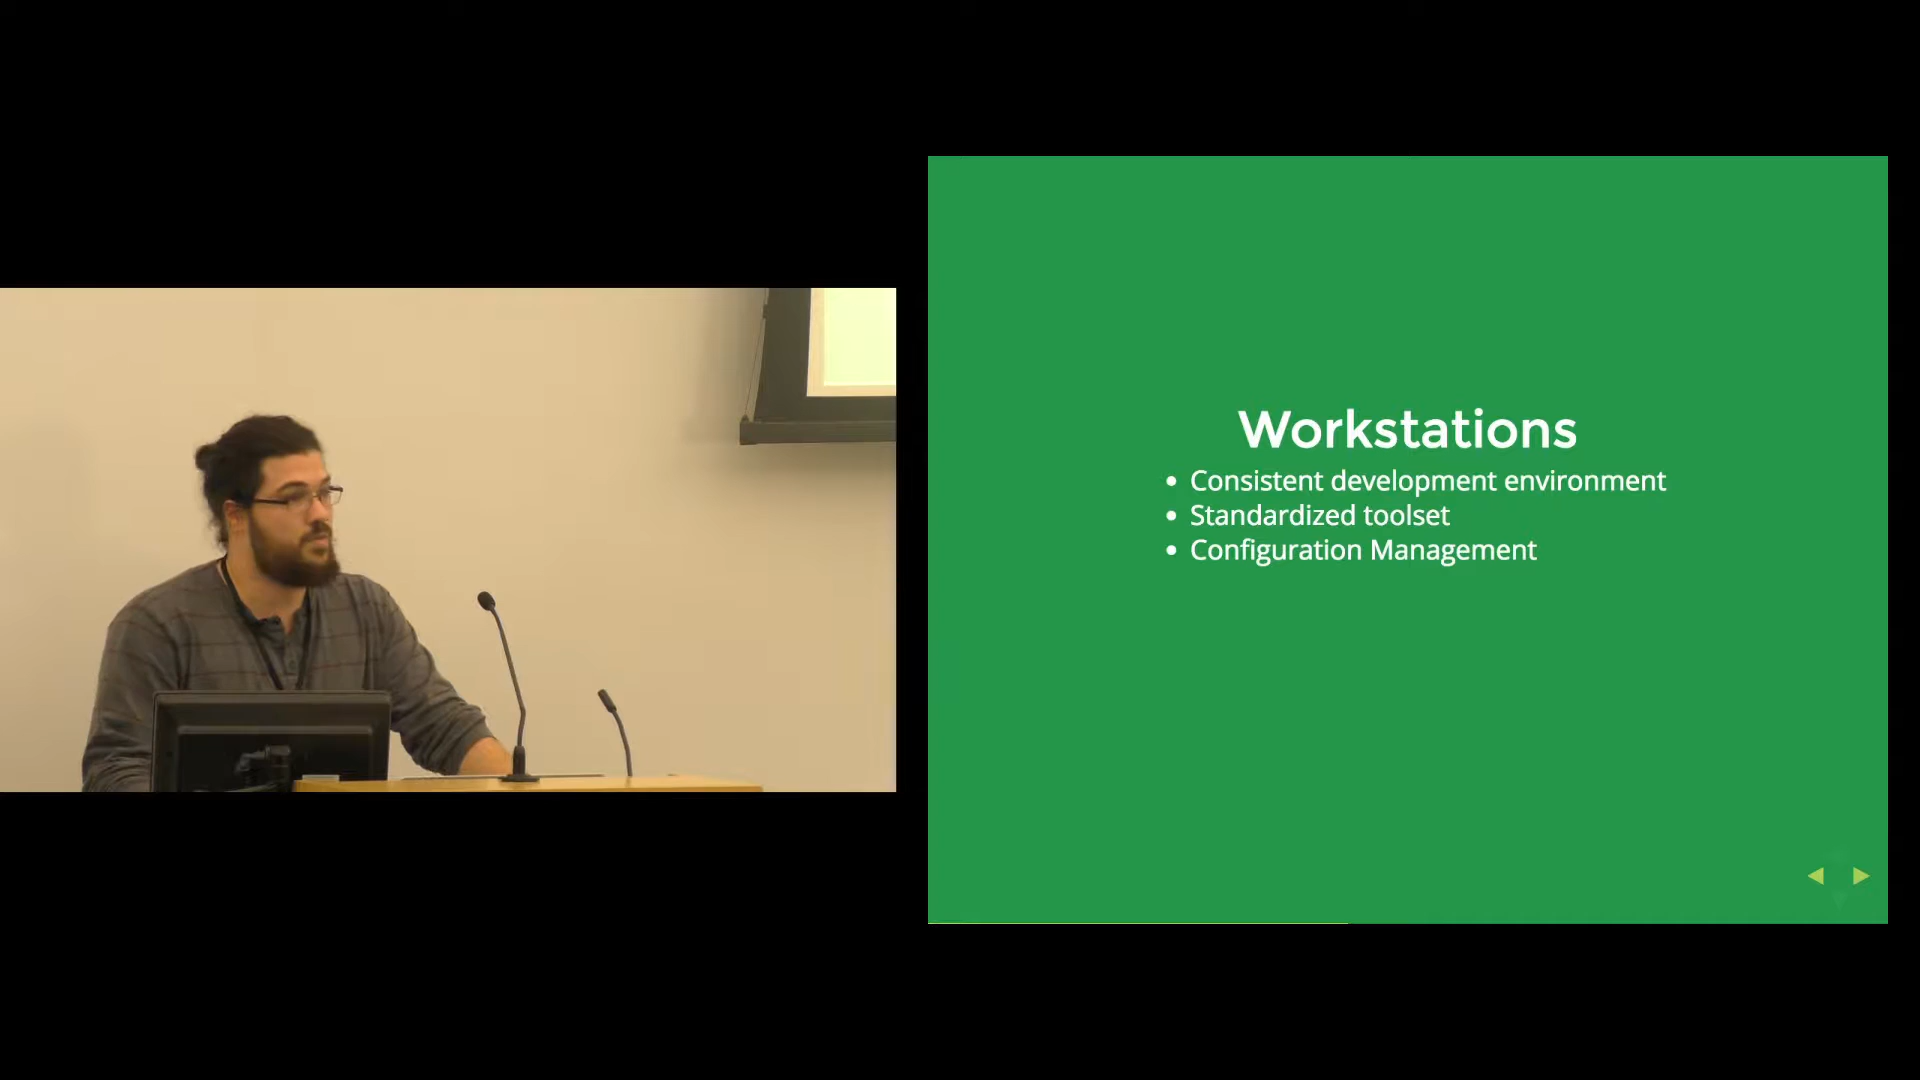 Workstations
Consistent development environment
Standardized toolset
Configuration Management